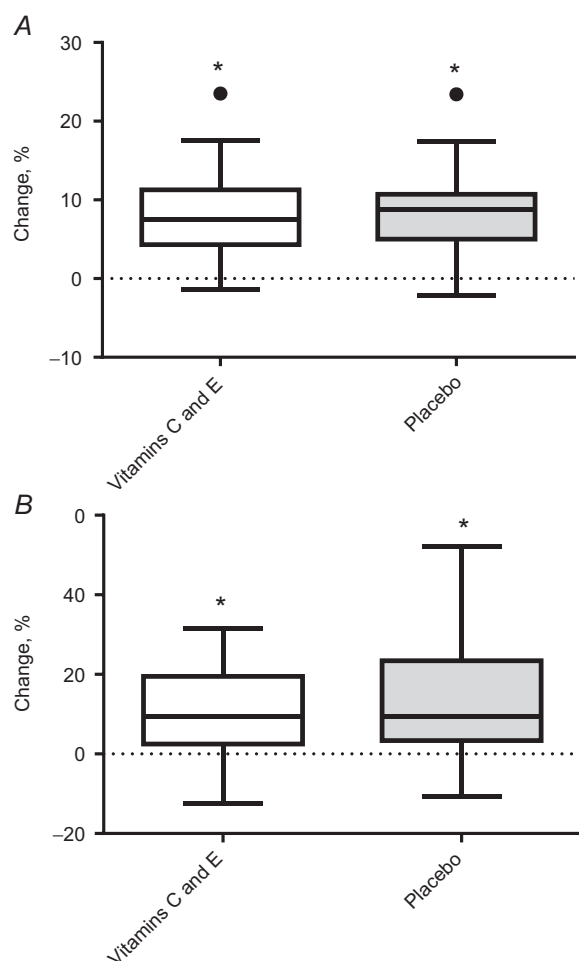 A
30
*
*
20
Change, %
10
0
–10
Vitamins C and E
Placebo
B
0
*
40
*
Change, %
20
0
–20
Vitamins C and E
Placebo